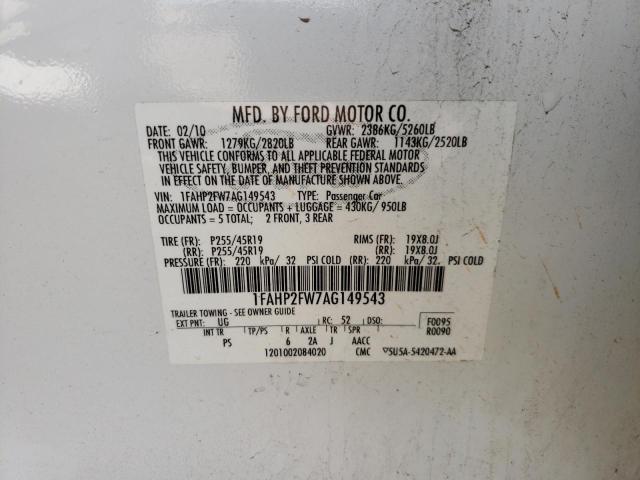 MFD. BY FORD MOTOR CO.
DATE: 02/10 GVWR: 2386KG/5260LB
FRONT GAWR: 1279KG/2820LB REAR GAWR: 1143KG/2520LB
THIS VEHICLE CONFORMS TO ALL APPLICABLE FEDERAL MOTOR
VEHICLE SAFETY, BUMPER, AND THEFT PREVENTION STANDARDS
IN EFFECT ON THE DATE OF MANUFACTURE SHOWN ABOVE.
VIN: 1FAHP2FW7AG149543 TYPE: Passenger Car
MAXIMUM LOAD = OCCUPANTS + LUGGAGE = 430KG/ 950LB
OCCUPANTS = 5 TOTAL; 2 FRONT, 3 REAR
TIRE (FR): P255/45R19 RIMS (FR): 19X8.0J
(RR): P255/45R19 (RR): 19X8.0J
PRESSURE (FR): 220 kPa/ 32 PSI COLD (RR): 220 kPa/ 32. PSI COLD
1FAHP2FW7AG149543
TRAILER TOWING - SEE OWNER GUIDE
EXT PNT: UG RC: 52 DSO: F0095
INT TR TP/PS R AXLE TR SPR R0090
PS 6 2A J AACC
1201002084020 CMC 5U5A-5420472-AA